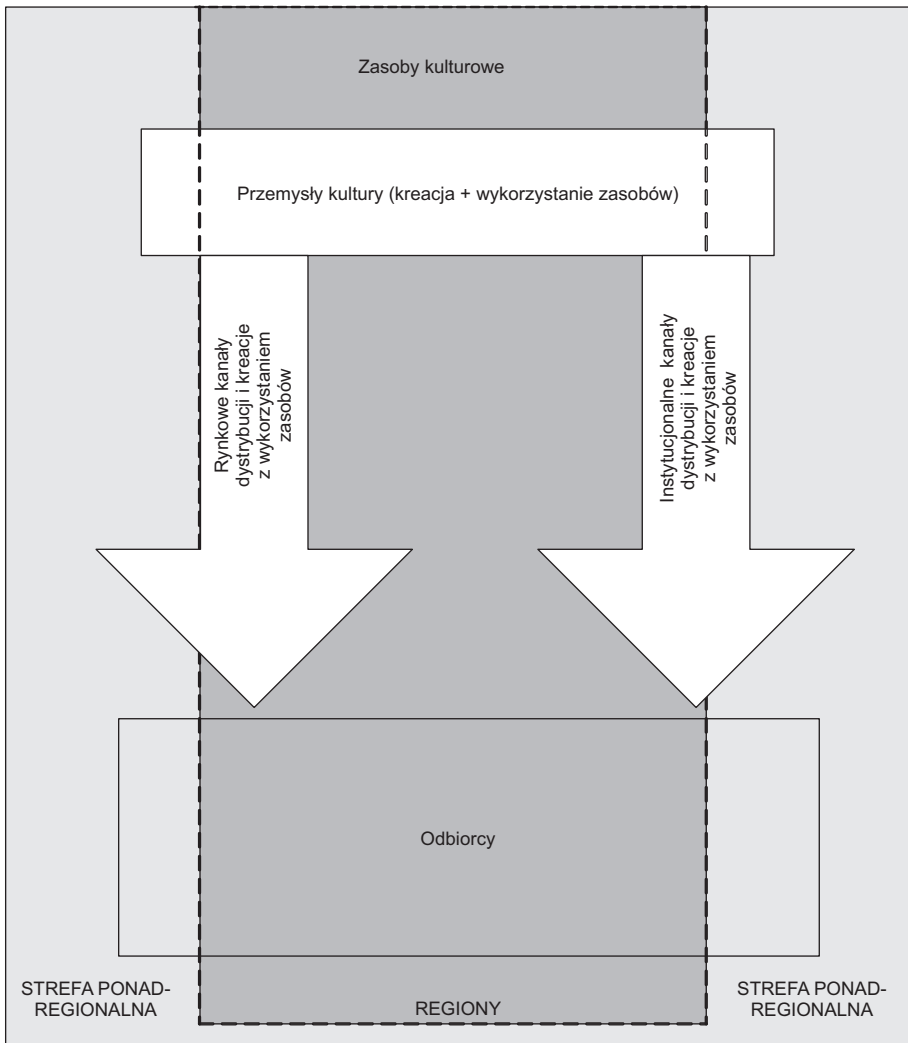 Zasoby kulturowe
Przemysły kultury (kreacja + wykorzystanie zasobów)
Rynkowe kanały
dystrybucji i kreacje
z wykorzystaniem
zasobów
Instytucjonalne kanały
dystrybucji i kreacje
z wykorzystaniem
zasobów
Odbiorcy
STREFA PONAD-
REGIONALNA
REGIONY
STREFA PONAD-
REGIONALNA